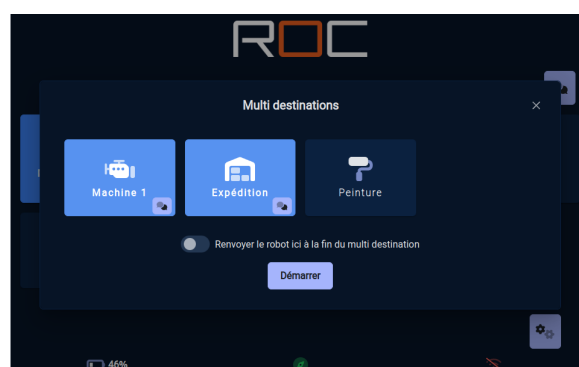 ROC
Multi destinations
Machine 1
Expédition
Peinture
Renvoyer le robot ici à la fin du multi destination
Démarrer
46%